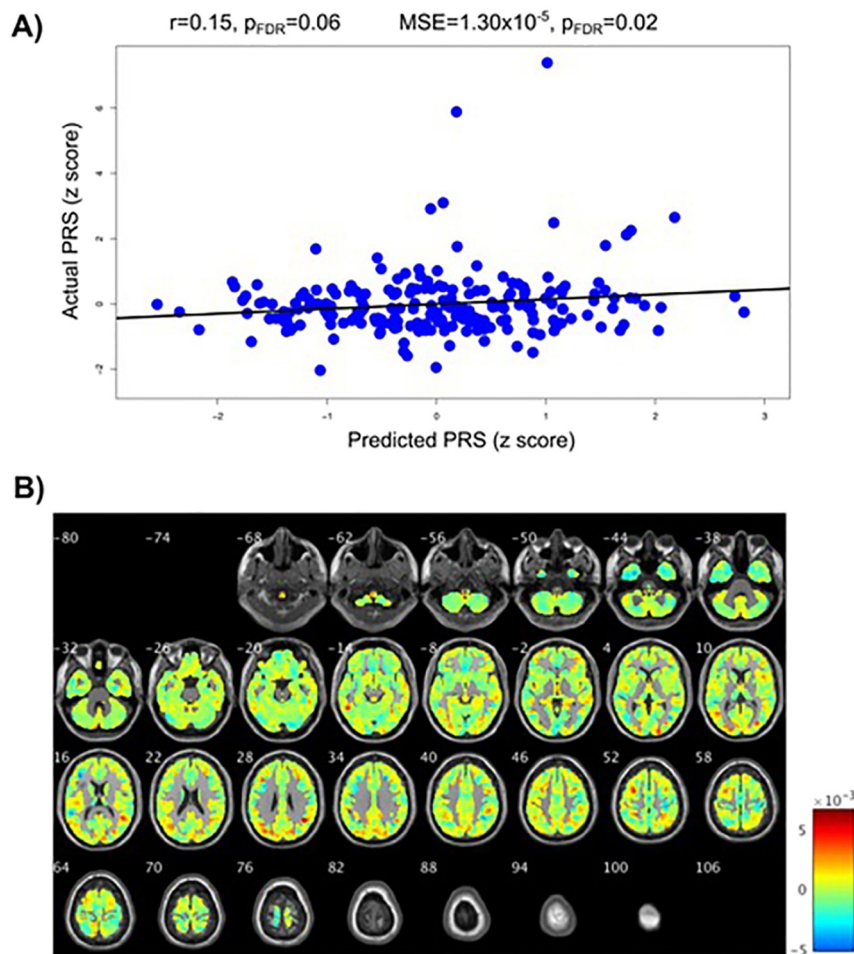 A)
r=0.15, pFDR=0.06 MSE=1.30x10-5, pFDR=0.02
Actual PRS (z score)
6
4
2
0
-2
-2 -1 0 1 2 3
Predicted PRS (z score)
B)
-80 -74 -68 -62 -56 -50 -44 -38
-32 -26 -20 -14 -8 -2 4 10
16 22 28 34 40 46 52 58
64 70 76 82 88 94 100 106
×10-3
5
0
-5